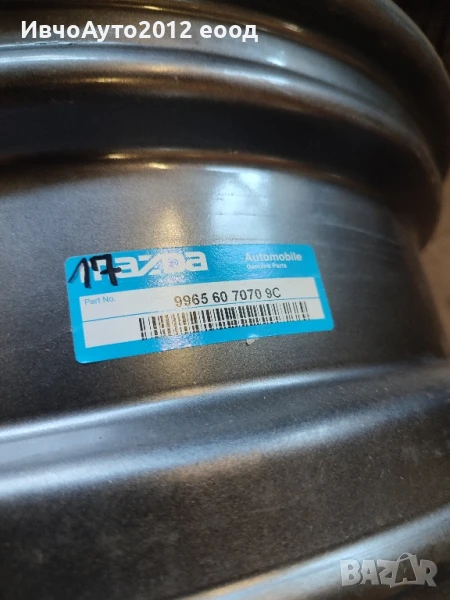 ИвчоАуто2012 еоод
17
mazda
Automobile
Genuine Parts
Part No.
9965 60 7070 9C
BAZAR